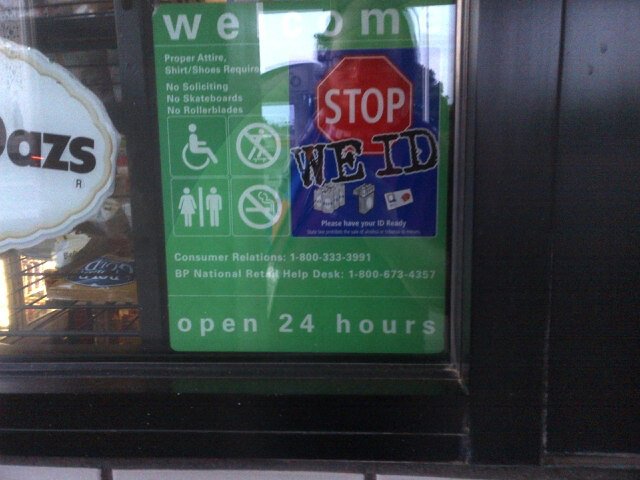 we com
Proper Attire,
Shirt/Shoes Require
No Soliciting
No Skateboards
No Rollerblades
STOP
WE ID
Please have your ID Ready
Dazs
R
Consumer Relations: 1-800-333-3991
BP National Retail Help Desk: 1-800-673-4357
open 24 hours